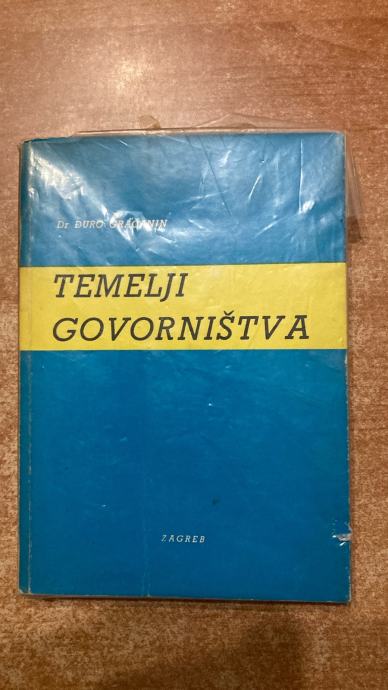 Dr ĐURO GRAČANIN
TEMELJI
GOVORNIŠTVA
ZAGREB